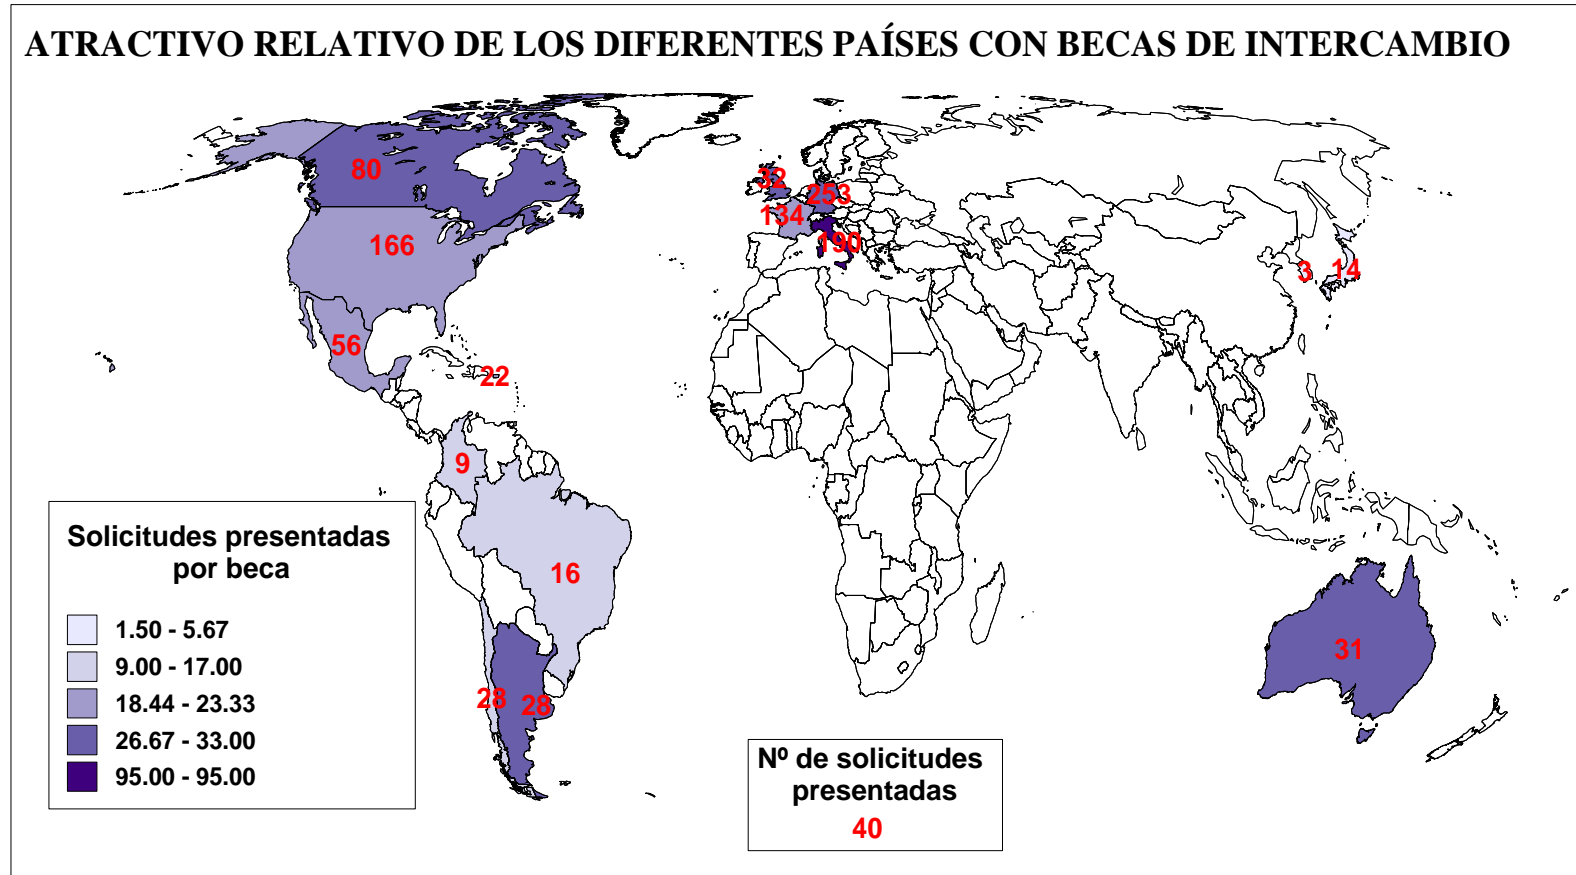 ATRACTIVO RELATIVO DE LOS DIFERENTES PAÍSES CON BECAS DE INTERCAMBIO
80
32
253
134
166
190
3
14
56
22
9
16
31
28
28
Solicitudes presentadas
por beca
1.50 - 5.67
9.00 - 17.00
18.44 - 23.33
26.67 - 33.00
95.00 - 95.00
Nº de solicitudes
presentadas
40